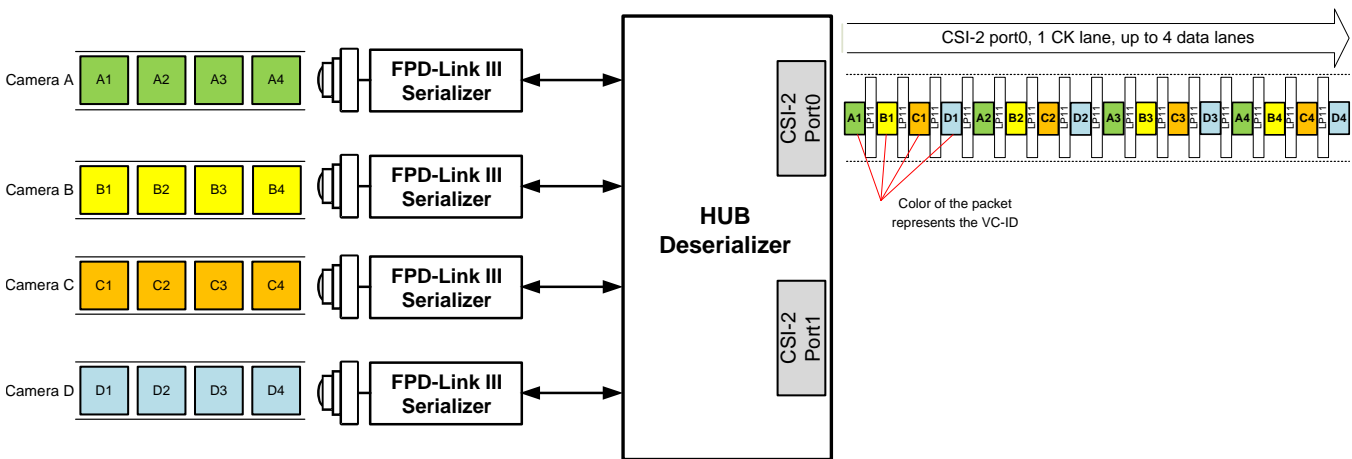 Camera A
A1 A2 A3 A4
FPD-Link III
Serializer
Camera B
B1 B2 B3 B4
FPD-Link III
Serializer
Camera C
C1 C2 C3 C4
FPD-Link III
Serializer
Camera D
D1 D2 D3 D4
FPD-Link III
Serializer
HUB
Deserializer
CSI-2
Port0
CSI-2
Port1
CSI-2 port0, 1 CK lane, up to 4 data lanes
A1 LP11 B1 LP11 C1 LP11 D1 LP11 A2 LP11 B2 LP11 C2 LP11 D2 LP11 A3 LP11 B3 LP11 C3 LP11 D3 LP11 A4 LP11 B4 LP11 C4 LP11 D4
Color of the packet
represents the VC-ID